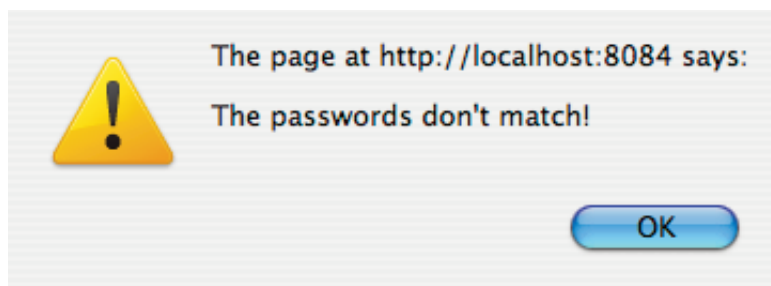 The page at http://localhost:8084 says:
The passwords don't match!
OK